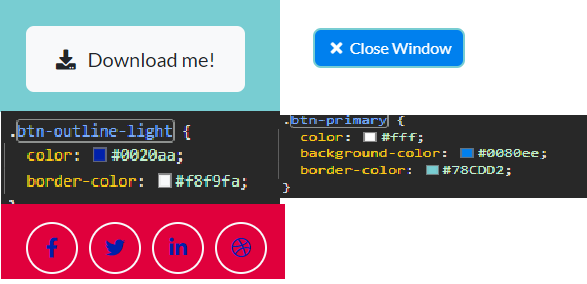 Download me!
Close Window
.btn-outline-light {
color: #0020aa;
border-color: #f8f9fa;
}
.btn-primary {
color: #fff;
background-color: #0080ee;
border-color: #78CDD2;
}